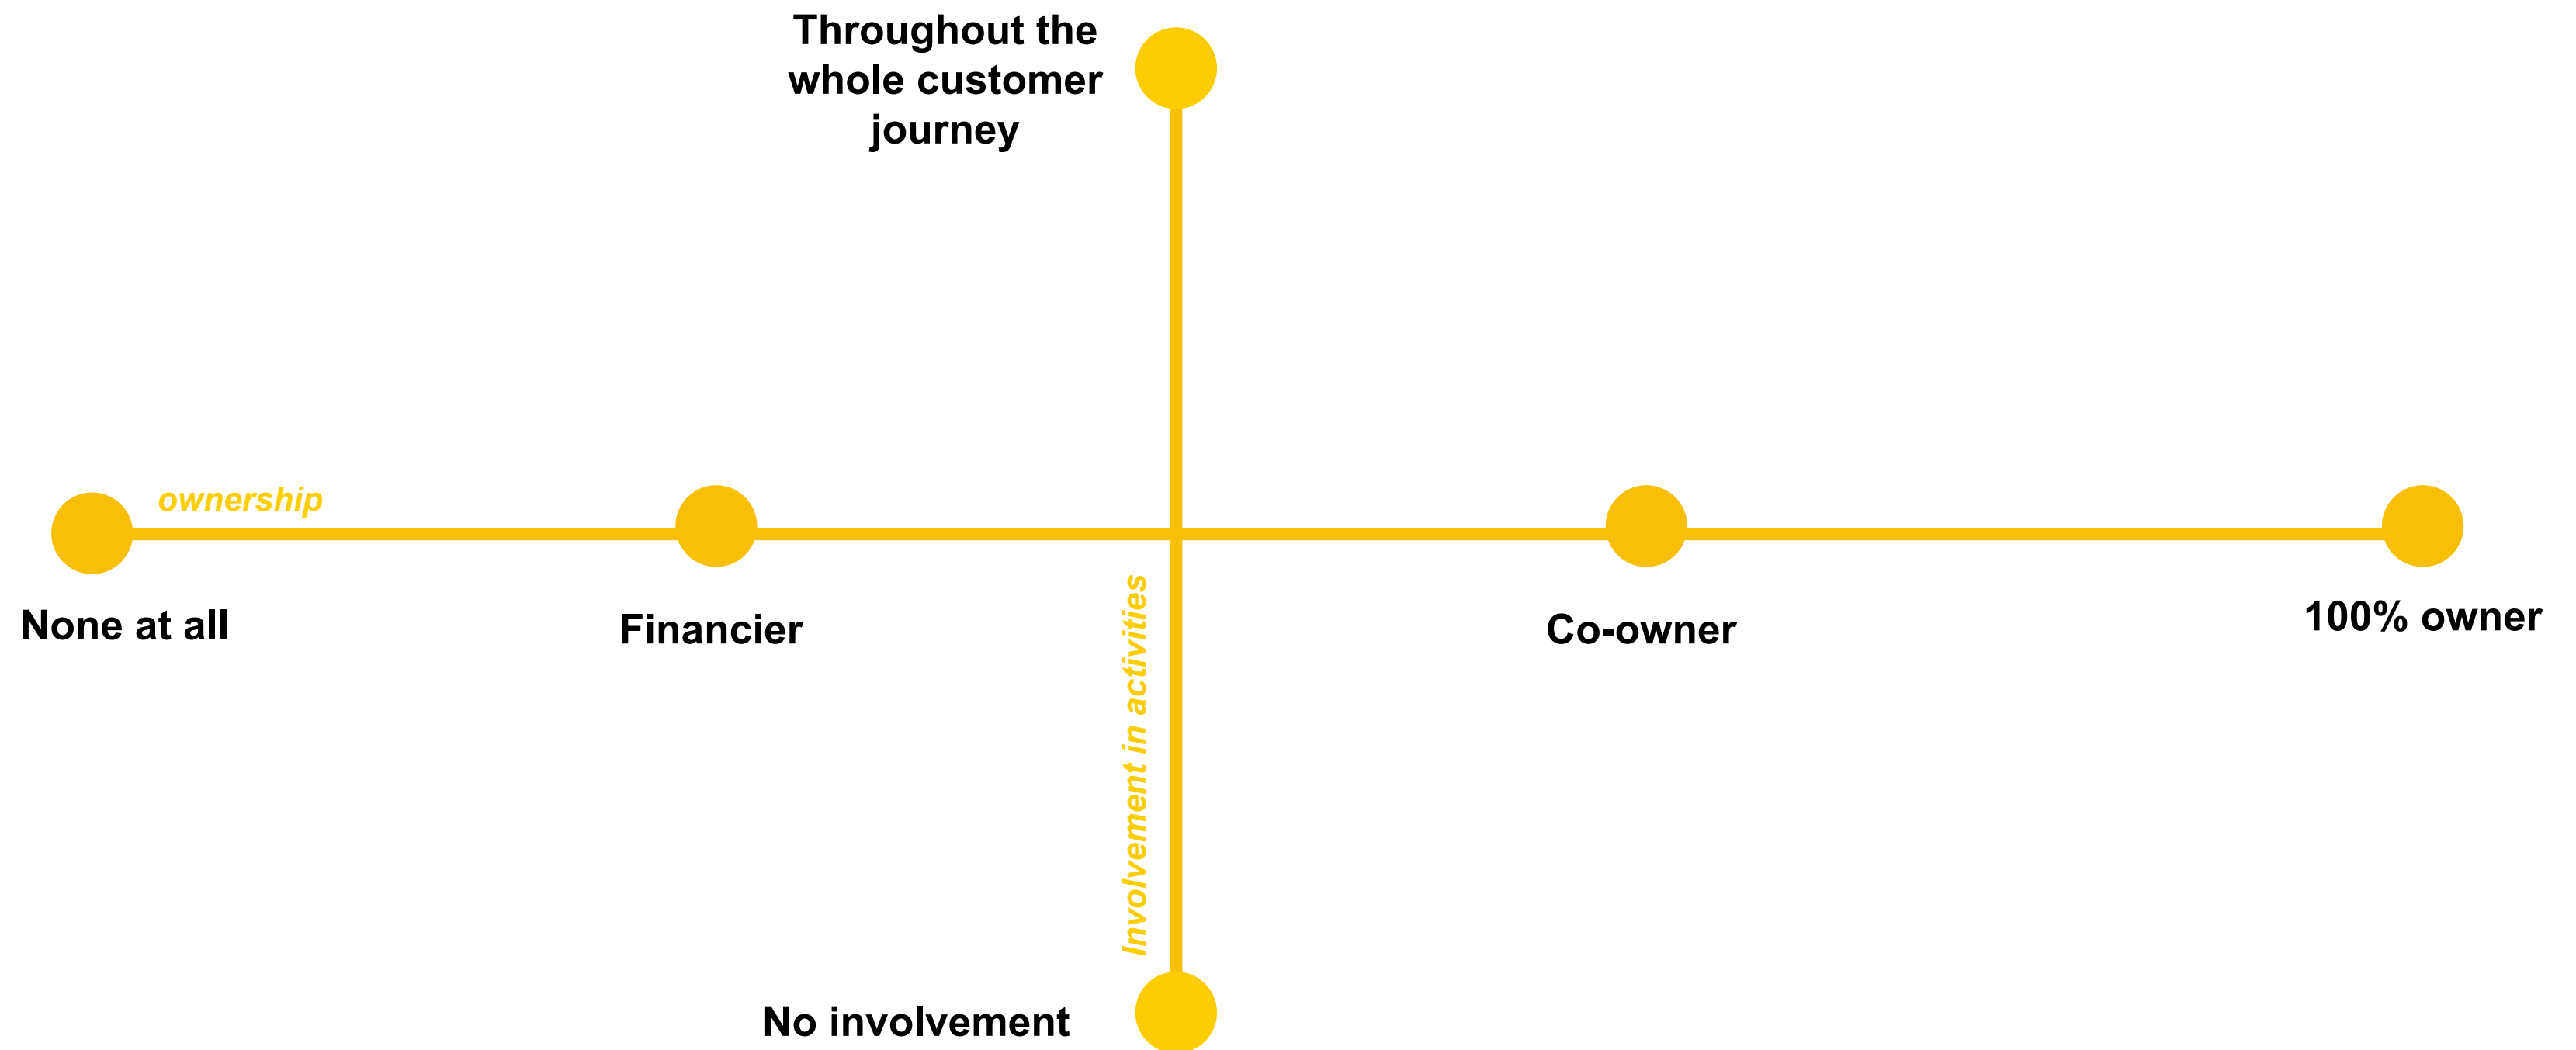 Throughout the
whole customer
journey
ownership
None at all
Financier
Co-owner
100% owner
Involvement in activities
No involvement